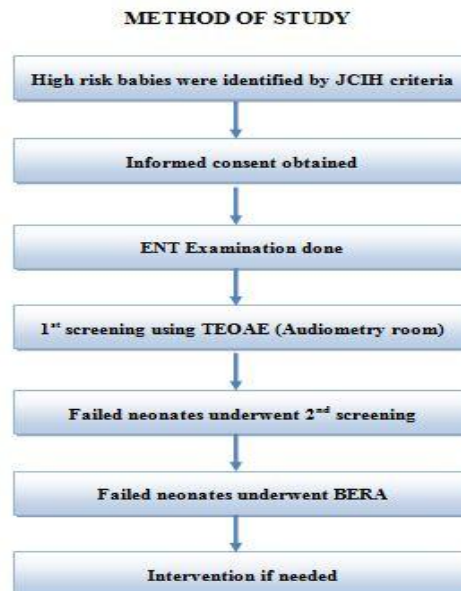 METHOD OF STUDY
High risk babies were identified by JCIH criteria
Informed consent obtained
ENT Examination done
1st screening using TEOAE (Audiometry room)
Failed neonates underwent 2nd screening
Failed neonates underwent BERA
Intervention if needed